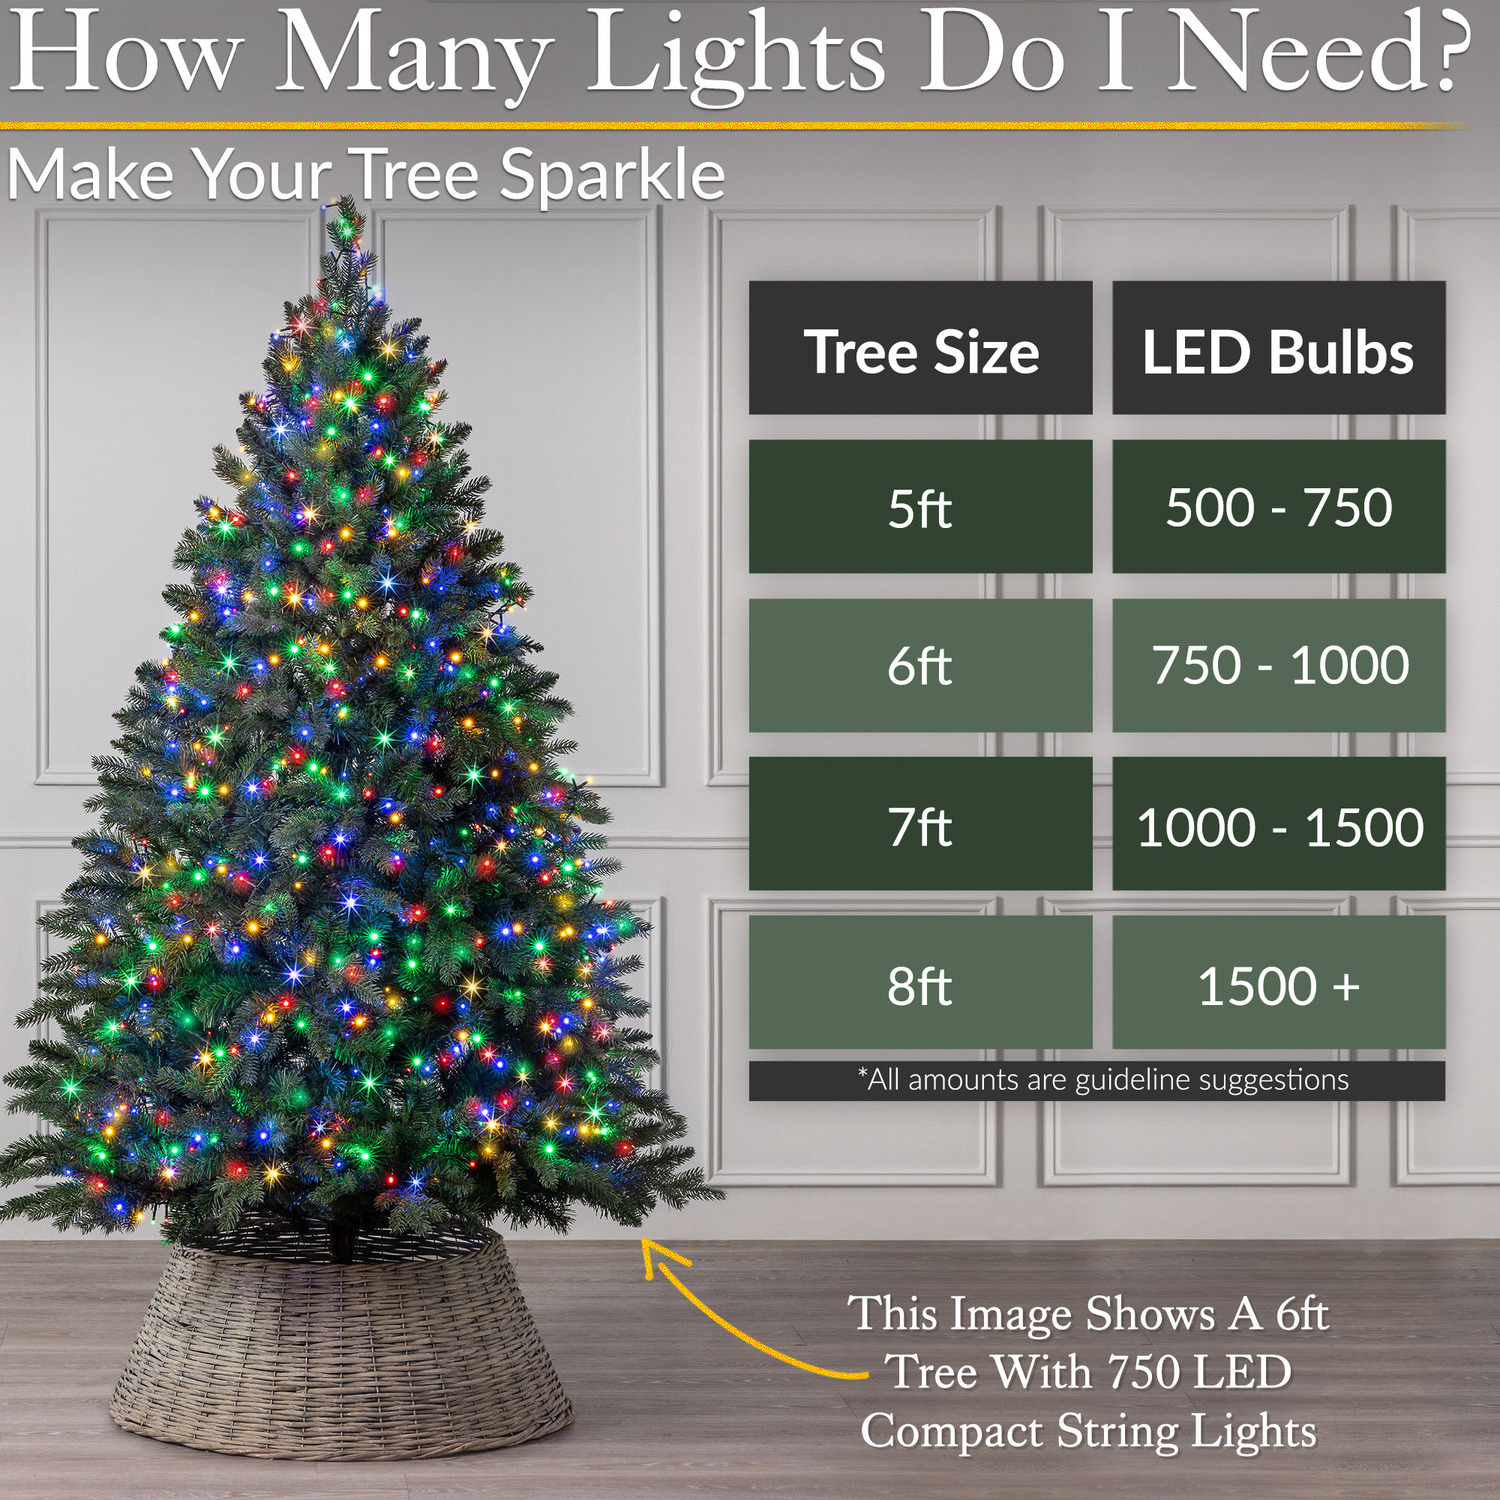 How Many Lights Do I Need?
Make Your Tree Sparkle
Tree Size LED Bulbs
5ft 500 - 750
6ft 750 - 1000
7ft 1000 - 1500
8ft 1500 +
*All amounts are guideline suggestions
This Image Shows A 6ft
Tree With 750 LED
Compact String Lights